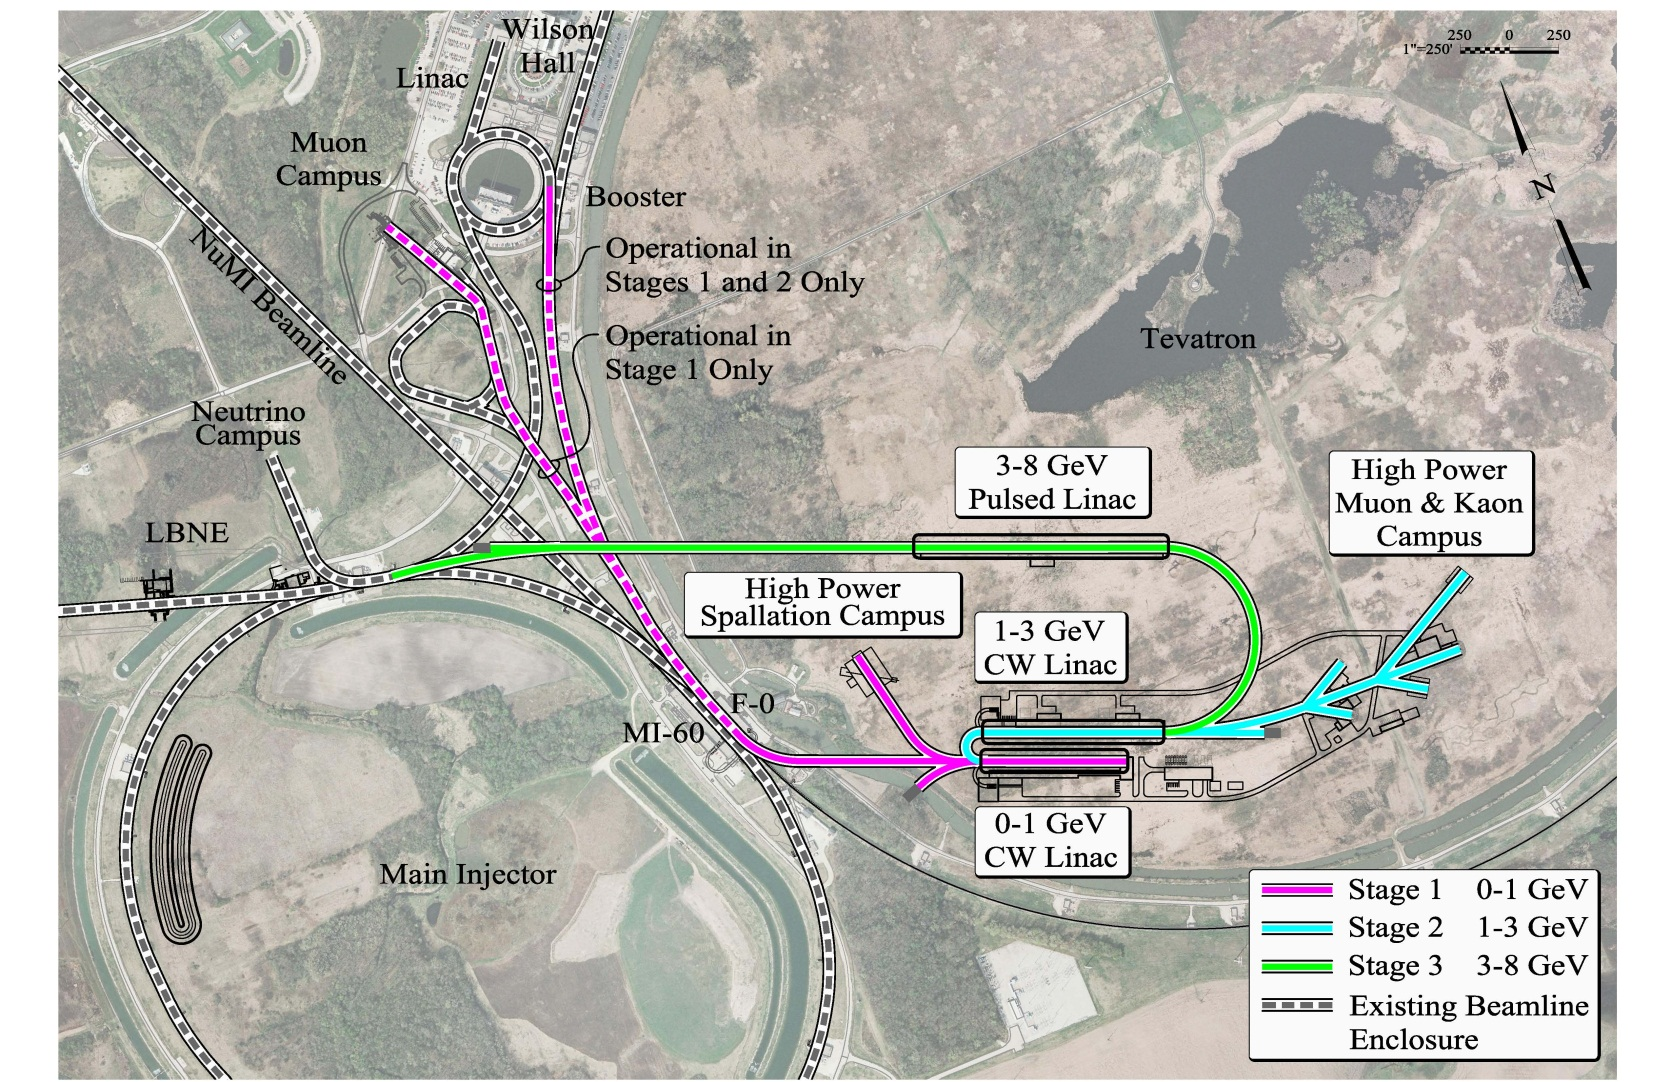 Wilson
Hall
Linac
250 0 250
1"=250'
Muon
Campus
N
Booster
Operational in
Stages 1 and 2 Only
NuMI Beamline
Operational in
Stage 1 Only
Tevatron
Neutrino
Campus
3-8 GeV
Pulsed Linac
High Power
Muon & Kaon
Campus
LBNE
High Power
Spallation Campus
1-3 GeV
CW Linac
F-0
MI-60
0-1 GeV
CW Linac
Main Injector
Stage 1 0-1 GeV
Stage 2 1-3 GeV
Stage 3 3-8 GeV
Existing Beamline
Enclosure